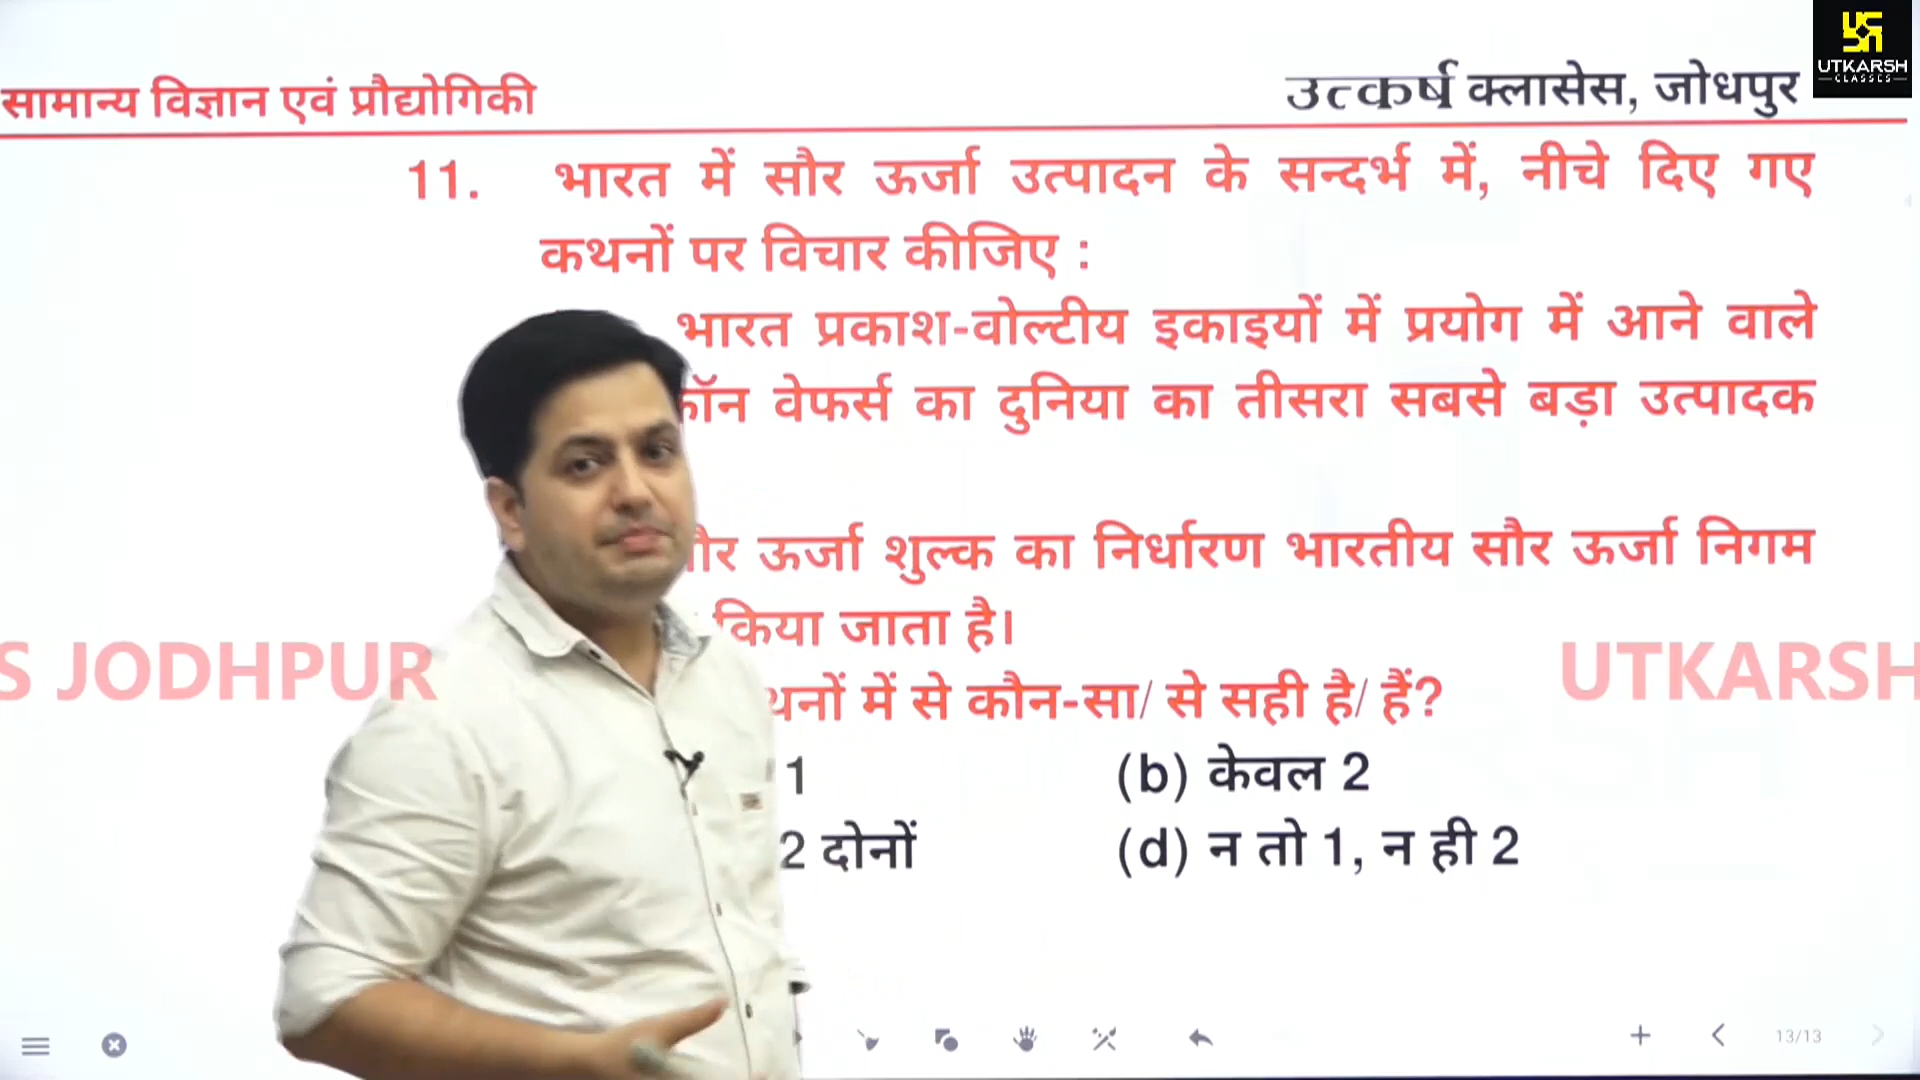 सामान्य विज्ञान एवं प्रौद्योगिकी
उत्कर्ष क्लासेस, जोधपुर
UTKARSH
CLASSES
11. भारत में सौर ऊर्जा उत्पादन के सन्दर्भ में, नीचे दिए गए
कथनों पर विचार कीजिए :
भारत प्रकाश-वोल्टीय इकाइयों में प्रयोग में आने वाले
वेफर्स का दुनिया का तीसरा सबसे बड़ा उत्पादक
ऊर्जा शुल्क का निर्धारण भारतीय सौर ऊर्जा निगम
किया जाता है।
में से कौन-सा/ से सही है/ हैं?
1
(b) केवल 2
2 दोनों
(d) न तो 1, न ही 2
S JODHPUR
UTKARSH
13/13